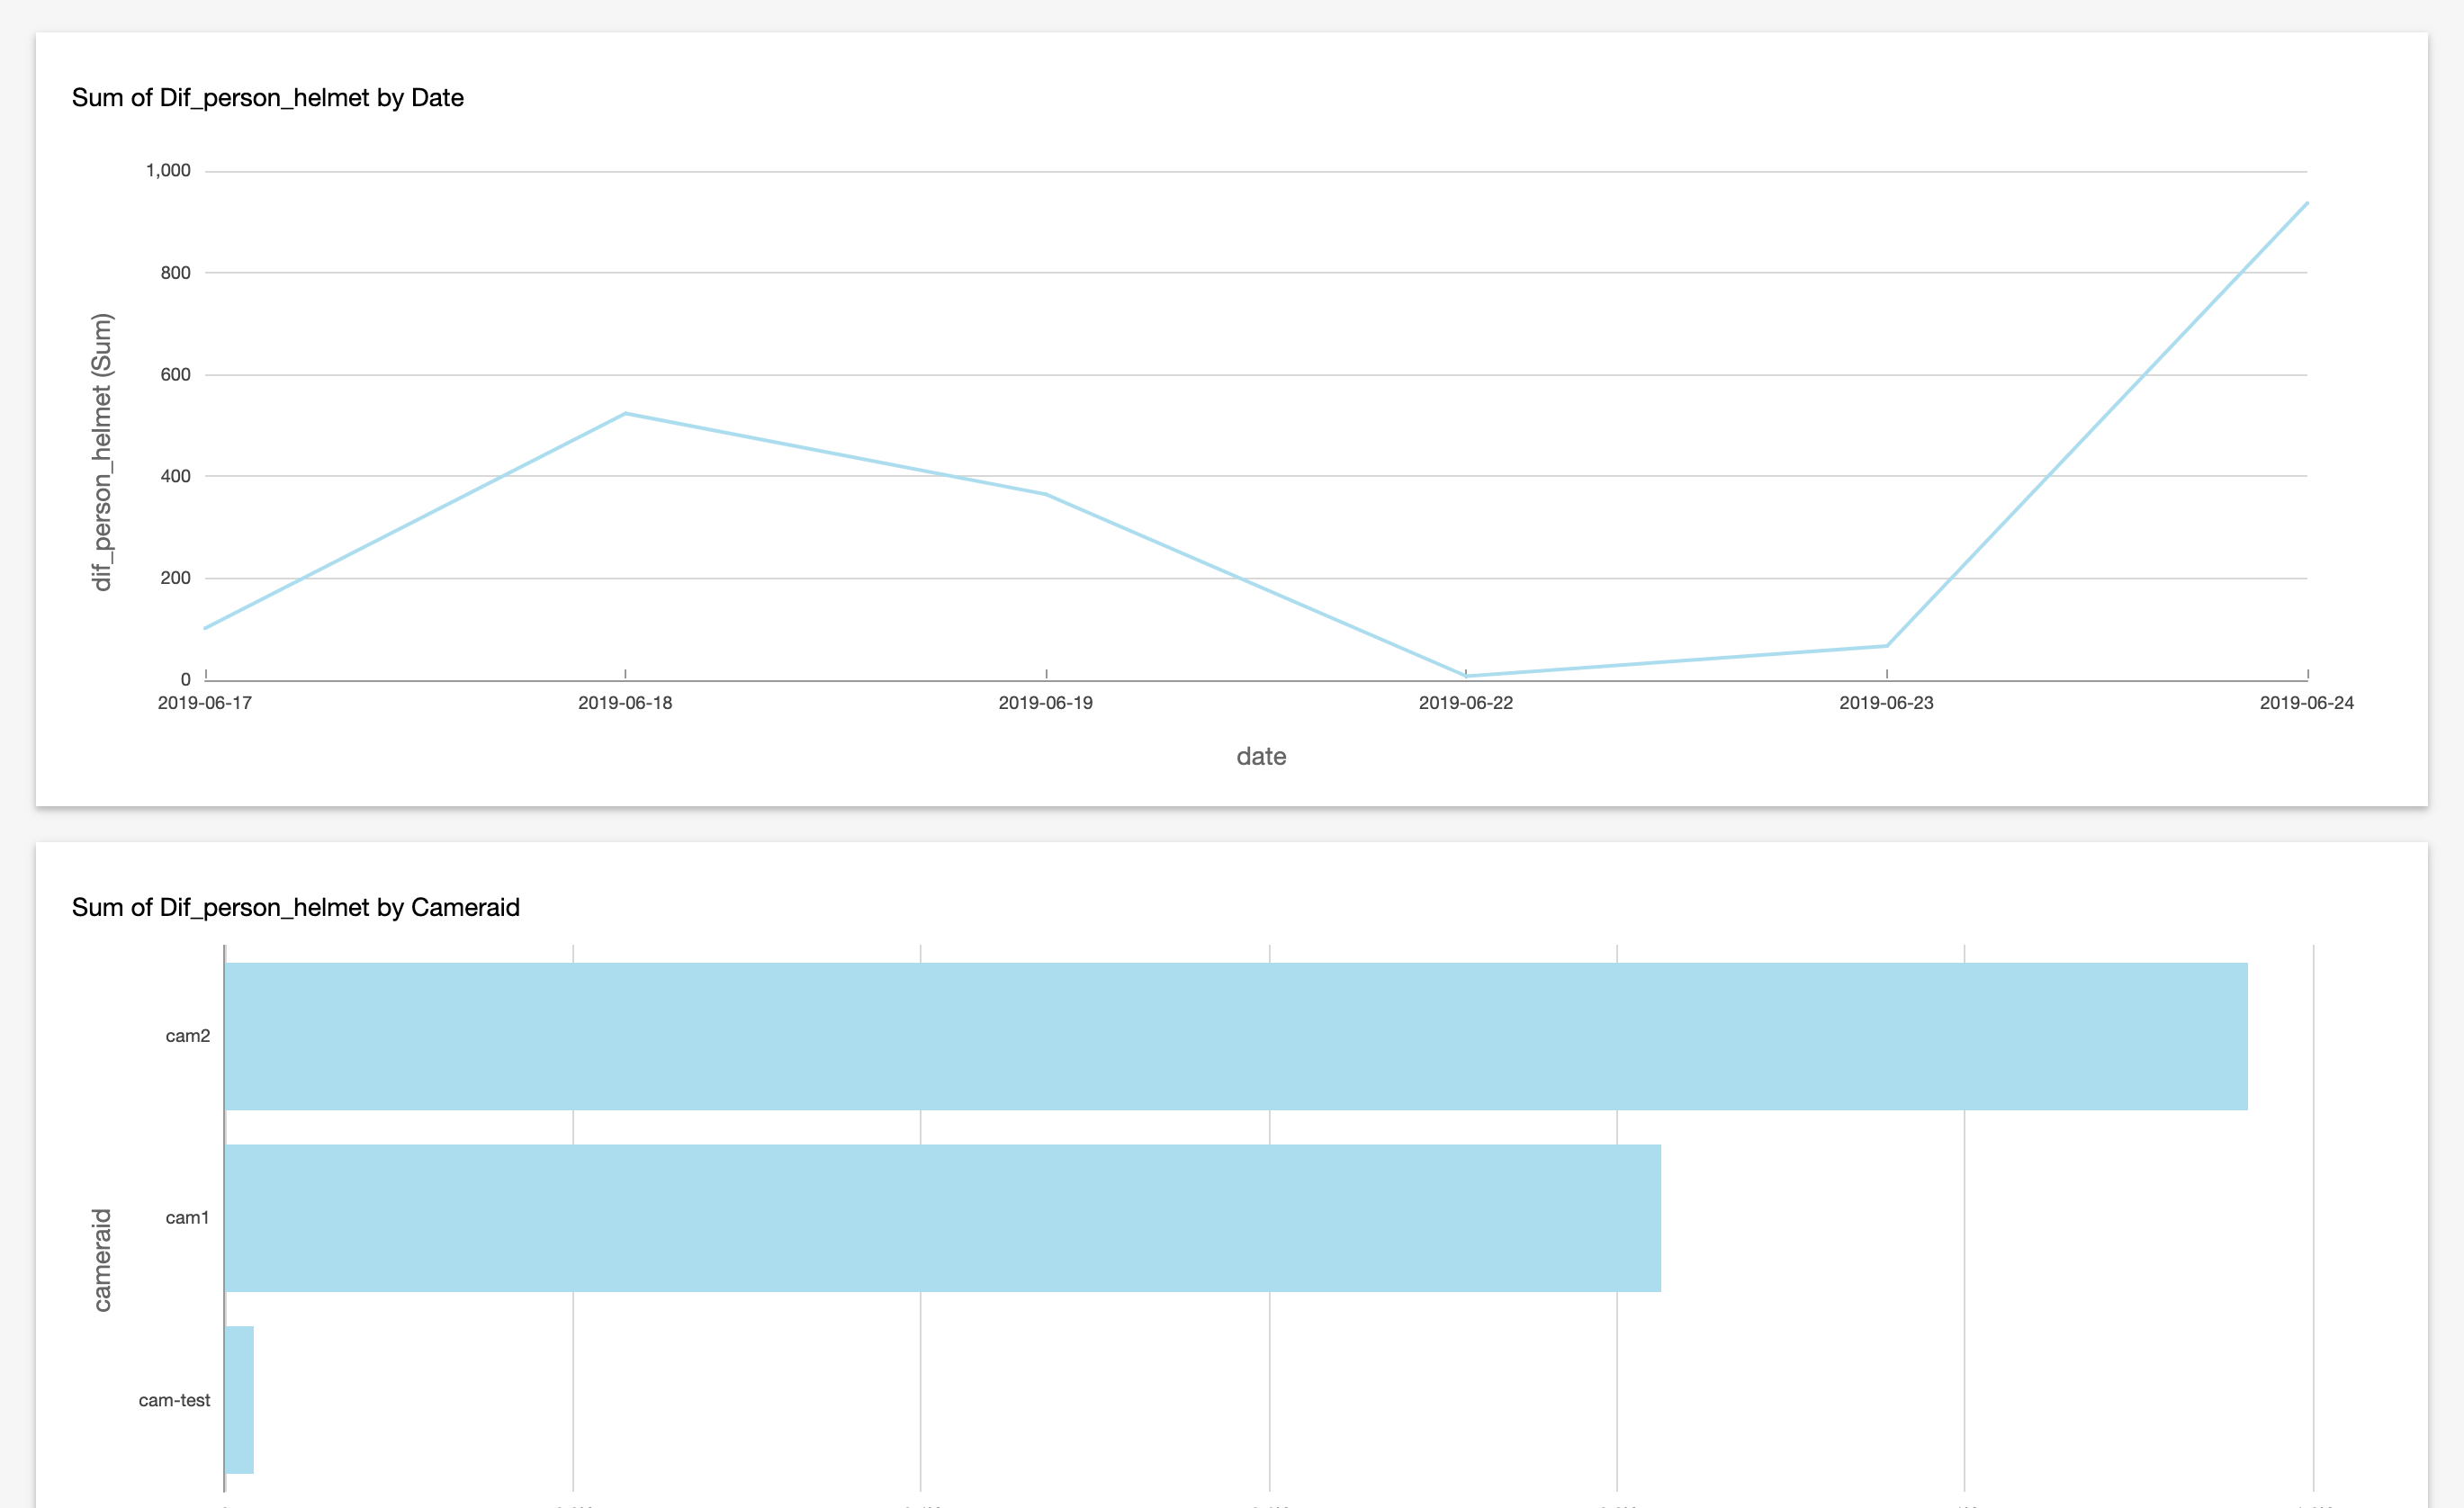 Sum of Dif_person_helmet by Date
1,000
800
600
400
200
0
dif_person_helmet (Sum)
2019-06-17 2019-06-18 2019-06-19 2019-06-22 2019-06-23 2019-06-24
date
Sum of Dif_person_helmet by Cameraid
cam2
cam1
cam-test
cameraid